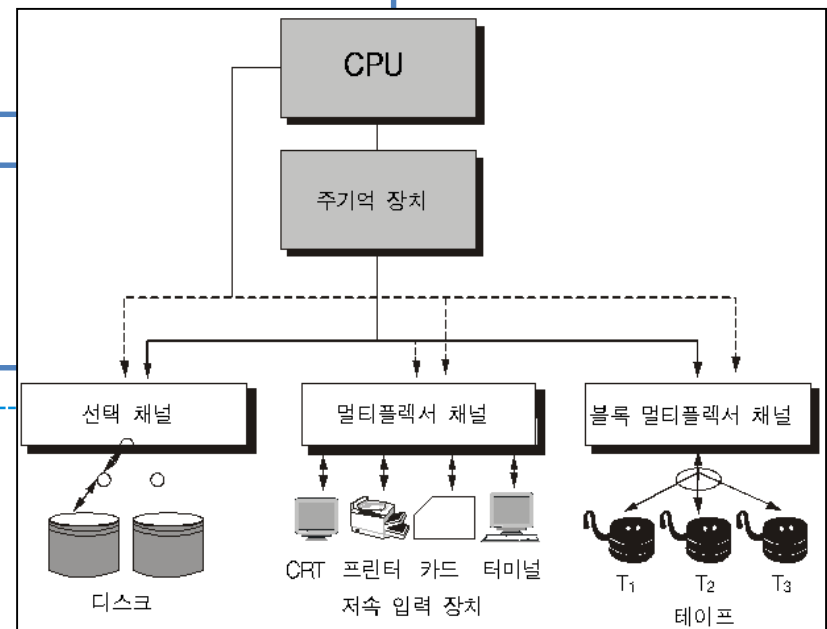 CPU
주기억 장치
선택 채널
멀티플렉서 채널
블록 멀티플렉서 채널
CRT 프린터 카드 터미널
T1 T2 T3
디스크
저속 입력 장치
테이프